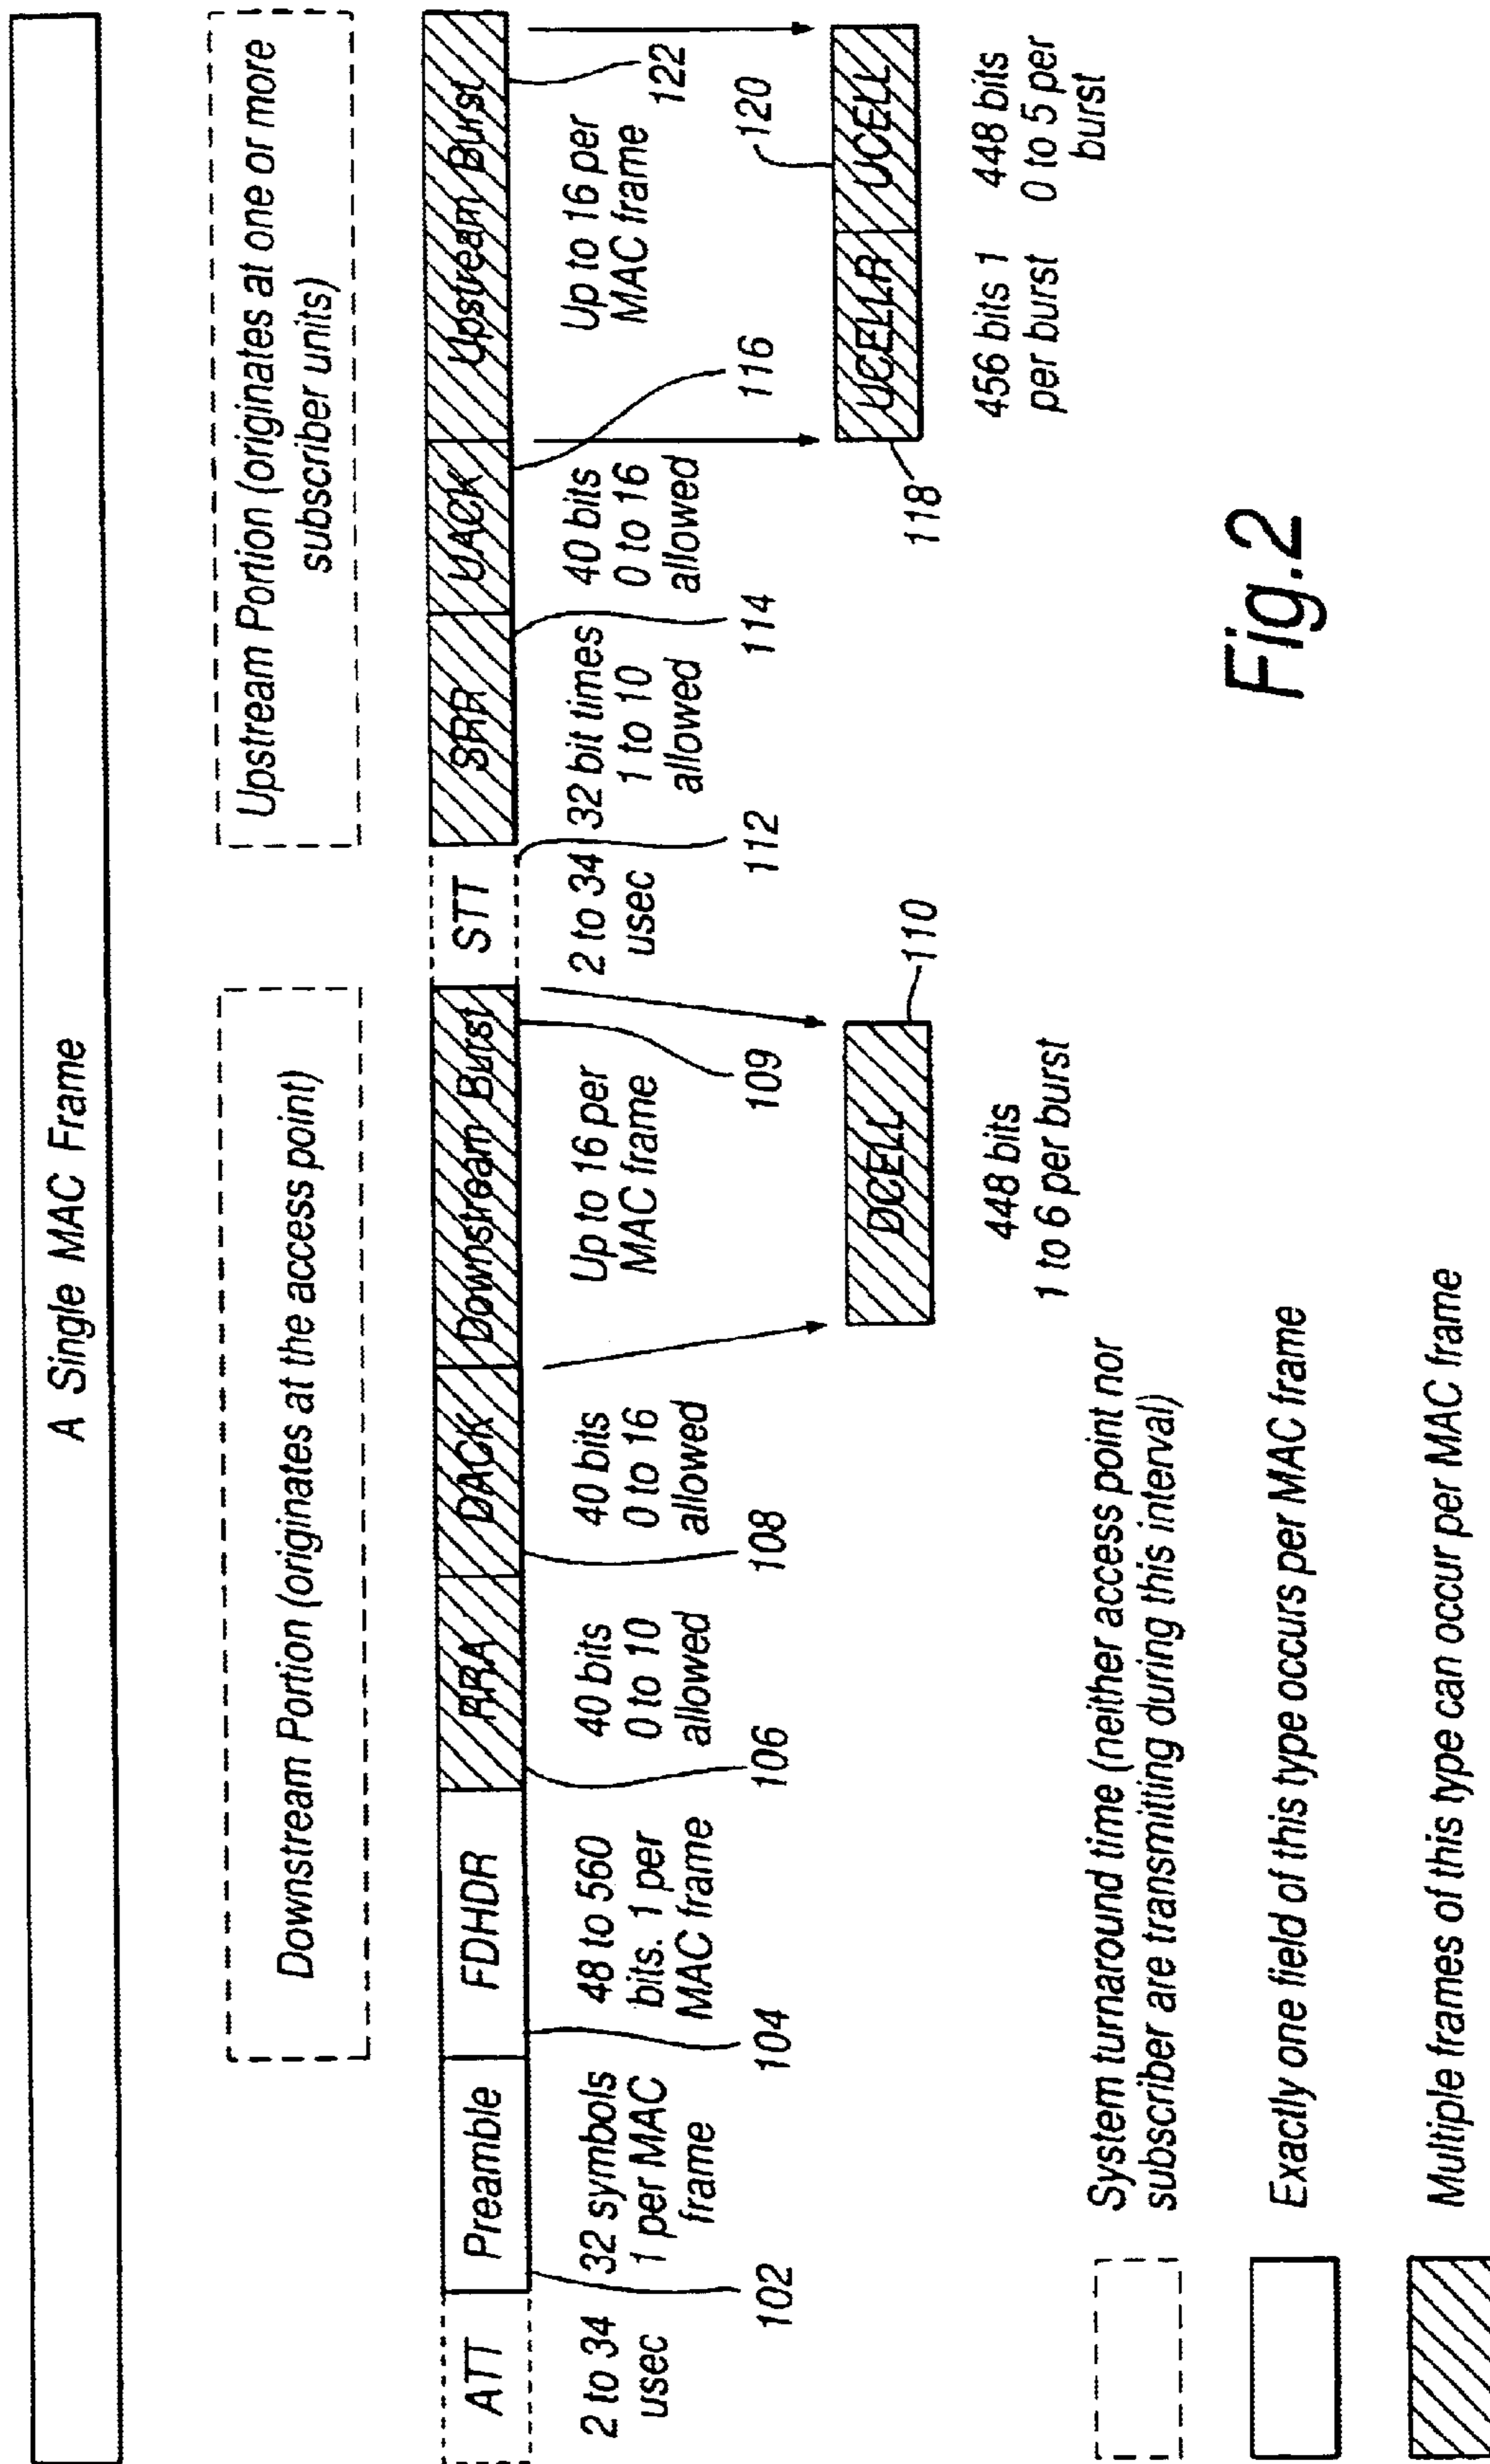 A Single MAC Frame
Downstream Portion (originates at the access point)
Upstream Portion (originates at one or more
subscriber units)
ATT
Preamble
FDHDR
RRA
DACK
Downstream Burst
STT
SRR
UACK
Upstream Burst
2 to 34
usec
32 symbols
1 per MAC
frame
48 to 560
bits. 1 per
MAC frame
40 bits
0 to 10
allowed
40 bits
0 to 16
allowed
Up to 16 per
MAC frame
2 to 34
usec
32 bit times
1 to 10
allowed
40 bits
0 to 16
allowed
Up to 16 per
MAC frame
102
104
106
108
109
112
114
116
122
DCELL
110
448 bits
1 to 6 per burst
118
UCELLR
UCELL
120
456 bits 1
per burst
448 bits
0 to 5 per
burst
System turnaround time (neither access point nor
subscriber are transmitting during this interval)
Exactly one field of this type occurs per MAC frame
Multiple frames of this type can occur per MAC frame
Fig.2